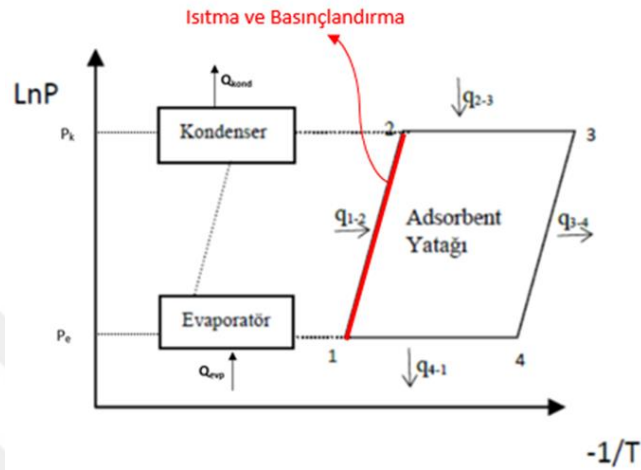 Isıtma ve Basınçlandırma
LnP
Qkond
q2-3
Pk
Kondenser
2
3
q1-2
Adsorbent
Yatağı
q3-4
Evaporatör
Pe
1
4
Qevp
q4-1
-1/T